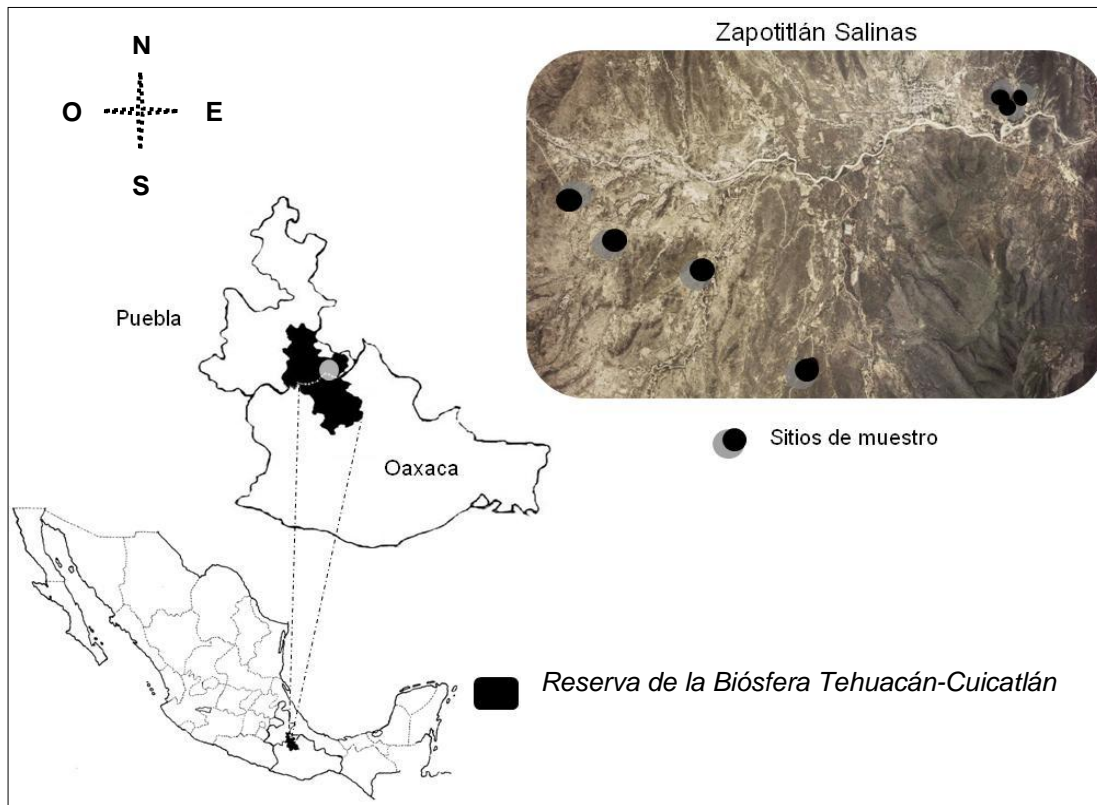 Zapotitlán Salinas
N
O
E
S
Puebla
Sitios de muestro
Oaxaca
Reserva de la Biósfera Tehuacán-Cuicatlán